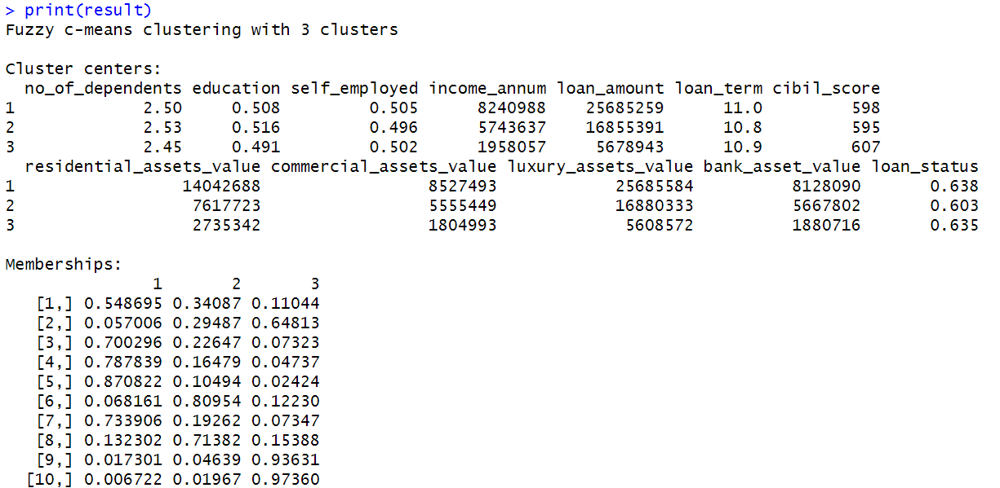 > print(result)
Fuzzy c-means clustering with 3 clusters
Cluster centers:
  no_of_dependents education self_employed income_annum loan_amount loan_term cibil_score
1             2.50     0.508         0.505      8240988    25685259      11.0         598
2             2.53     0.516         0.496      5743637    16855391      10.8         595
3             2.45     0.491         0.502      1958057     5678943      10.9         607
  residential_assets_value commercial_assets_value luxury_assets_value bank_asset_value loan_status
1                 14042688                 8527493            25685584          8128090       0.638
2                  7617723                 5555449            16880333          5667802       0.603
3                  2735342                 1804993             5608572          1880716       0.635
Memberships:
               1       2       3
   [1,] 0.548695 0.34087 0.11044
   [2,] 0.057006 0.29487 0.64813
   [3,] 0.700296 0.22647 0.07323
   [4,] 0.787839 0.16479 0.04737
   [5,] 0.870822 0.10494 0.02424
   [6,] 0.068161 0.80954 0.12230
   [7,] 0.733906 0.19262 0.07347
   [8,] 0.132302 0.71382 0.15388
   [9,] 0.017301 0.04639 0.93631
  [10,] 0.006722 0.01967 0.97360